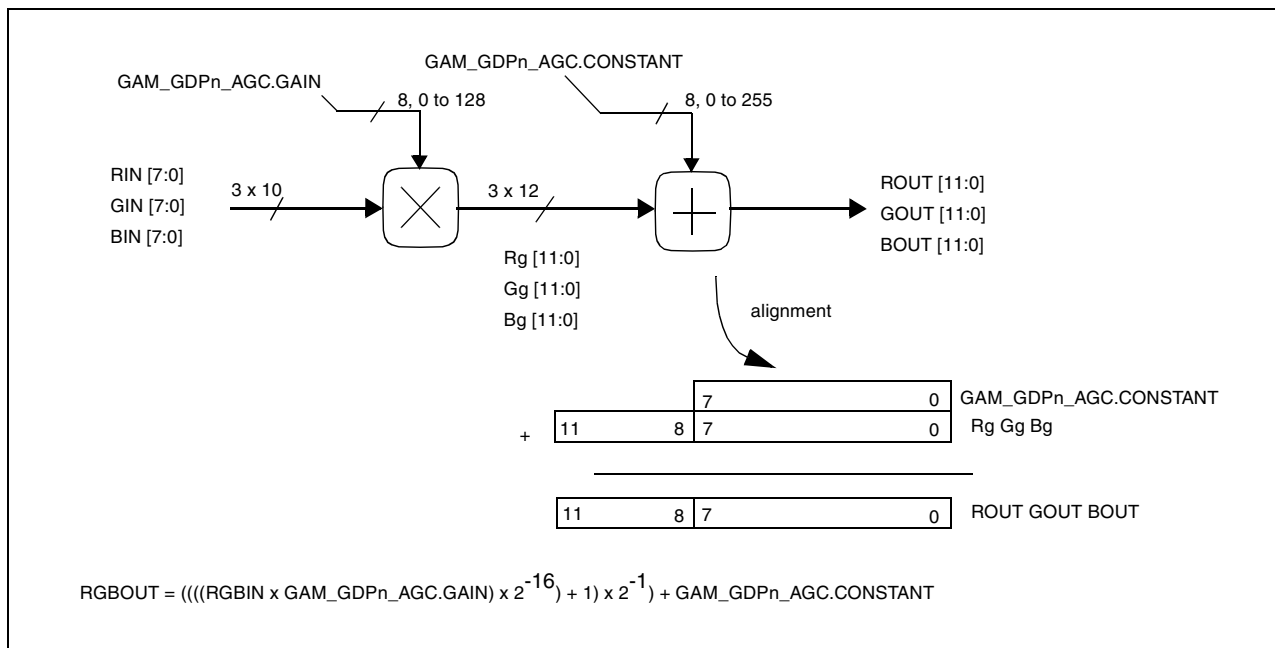 GAM_GDPn_AGC.CONSTANT
GAM_GDPn_AGC.GAIN
8, 0 to 128
8, 0 to 255
RIN [7:0]
GIN [7:0]
BIN [7:0]
3 x 10
3 x 12
ROUT [11:0]
GOUT [11:0]
BOUT [11:0]
Rg [11:0]
Gg [11:0]
Bg [11:0]
alignment
7 0 GAM_GDPn_AGC.CONSTANT
+ 11 8 7 0 Rg Gg Bg
11 8 7 0 ROUT GOUT BOUT
RGBOUT = ((((RGBIN x GAM_GDPn_AGC.GAIN) x 2^-16) + 1) x 2^-1) + GAM_GDPn_AGC.CONSTANT